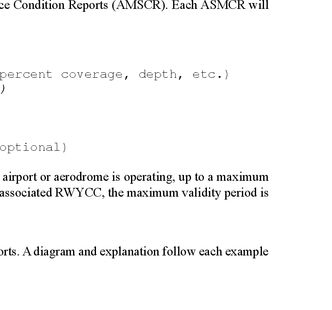 ce Condition Reports (AMSCR). Each ASMCR will
percent coverage, depth, etc.)
)
optional)
airport or aerodrome is operating, up to a maximum
associated RWYCC, the maximum validity period is
orts. A diagram and explanation follow each example